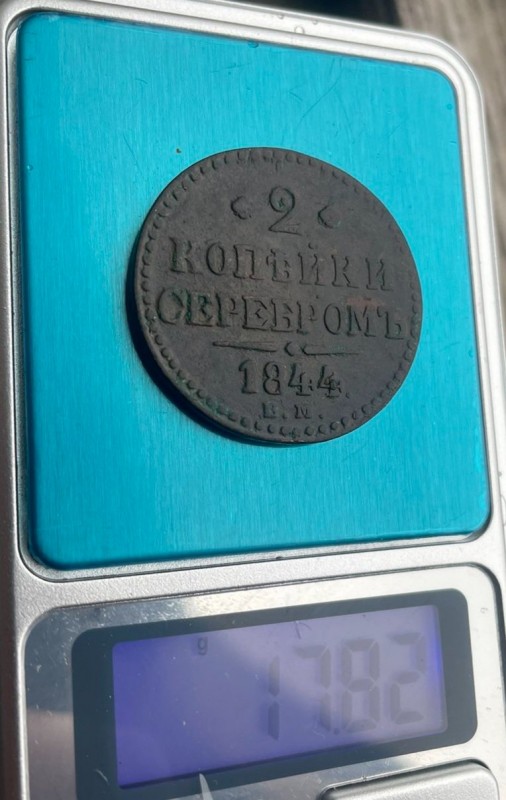 2
КОПѢЙКИ
СЕРЕБРОМЪ
1844.
Е.М.
g
17.82